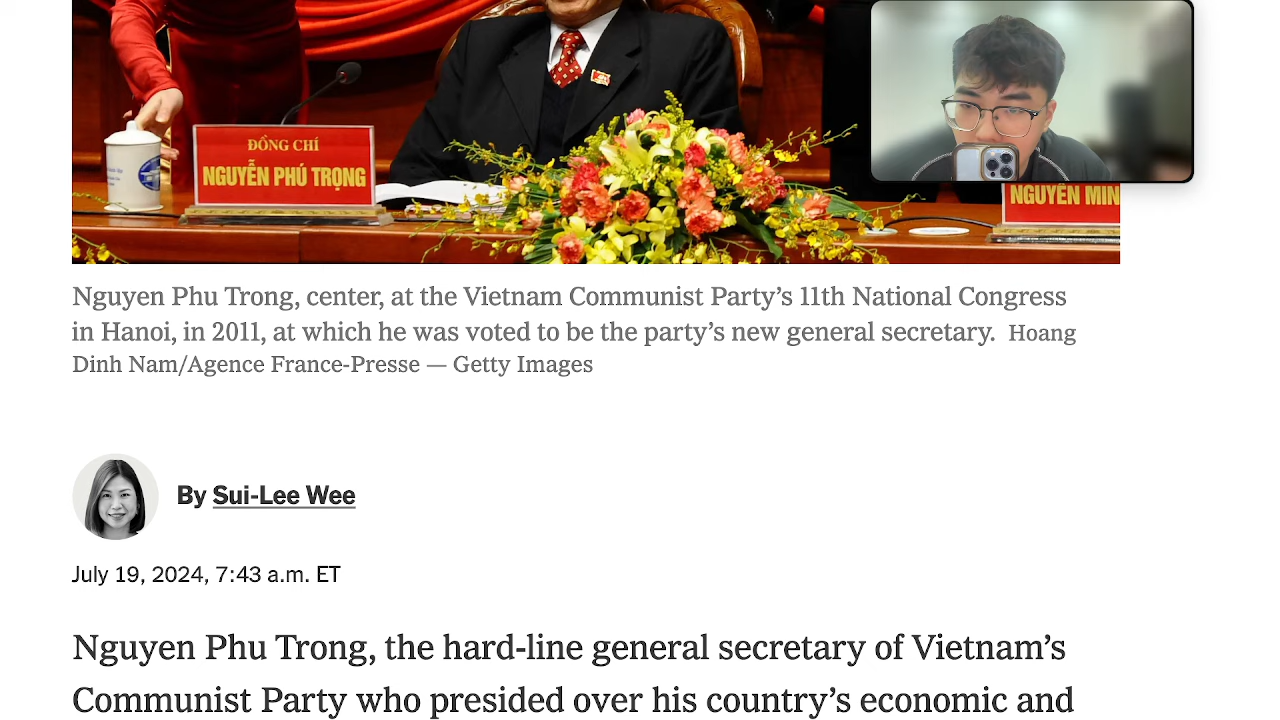 ĐỒNG CHÍ
NGUYỄN PHÚ TRỌNG
NGUYỄN MIN
Nguyen Phu Trong, center, at the Vietnam Communist Party’s 11th National Congress
in Hanoi, in 2011, at which he was voted to be the party’s new general secretary. Hoang
Dinh Nam/Agence France-Presse — Getty Images
By Sui-Lee Wee
July 19, 2024, 7:43 a.m. ET
Nguyen Phu Trong, the hard-line general secretary of Vietnam’s
Communist Party who presided over his country’s economic and